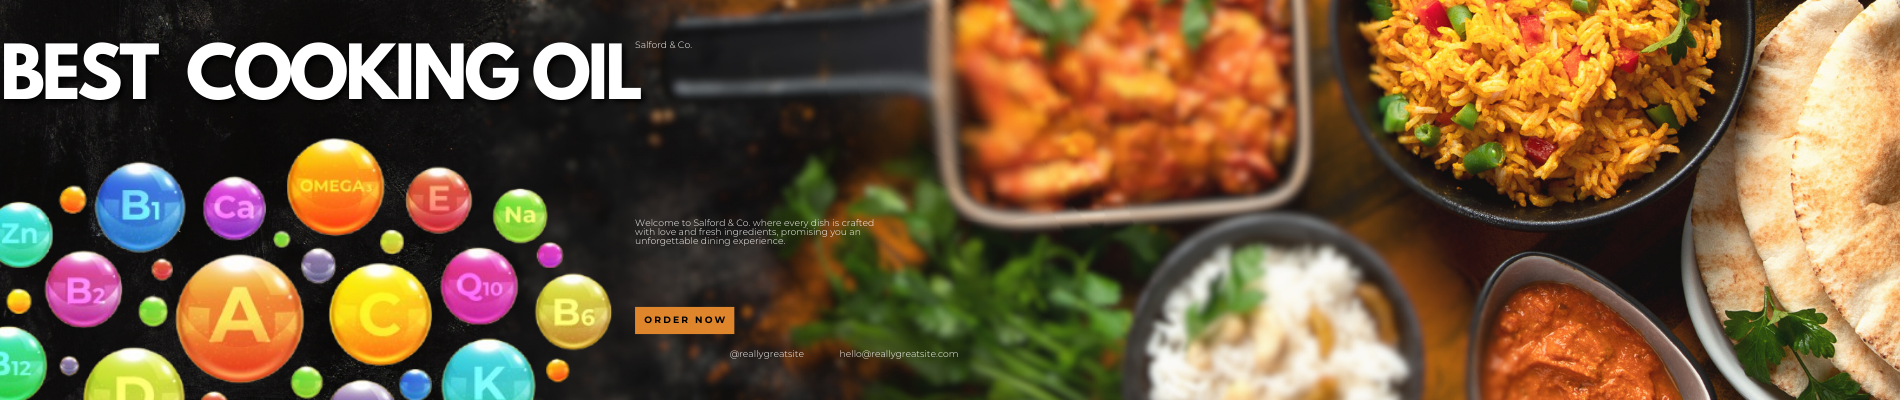 BEST COOKING OIL
Salford & Co.
OMEGA3
B1
Ca
E
Na
Zn
B2
Q10
A
C
B6
B12
D
K
Welcome to Salford & Co. where every dish is crafted
with love and fresh ingredients, promising you an
unforgettable dining experience.
ORDER NOW
@reallygreatsite
hello@reallygreatsite.com